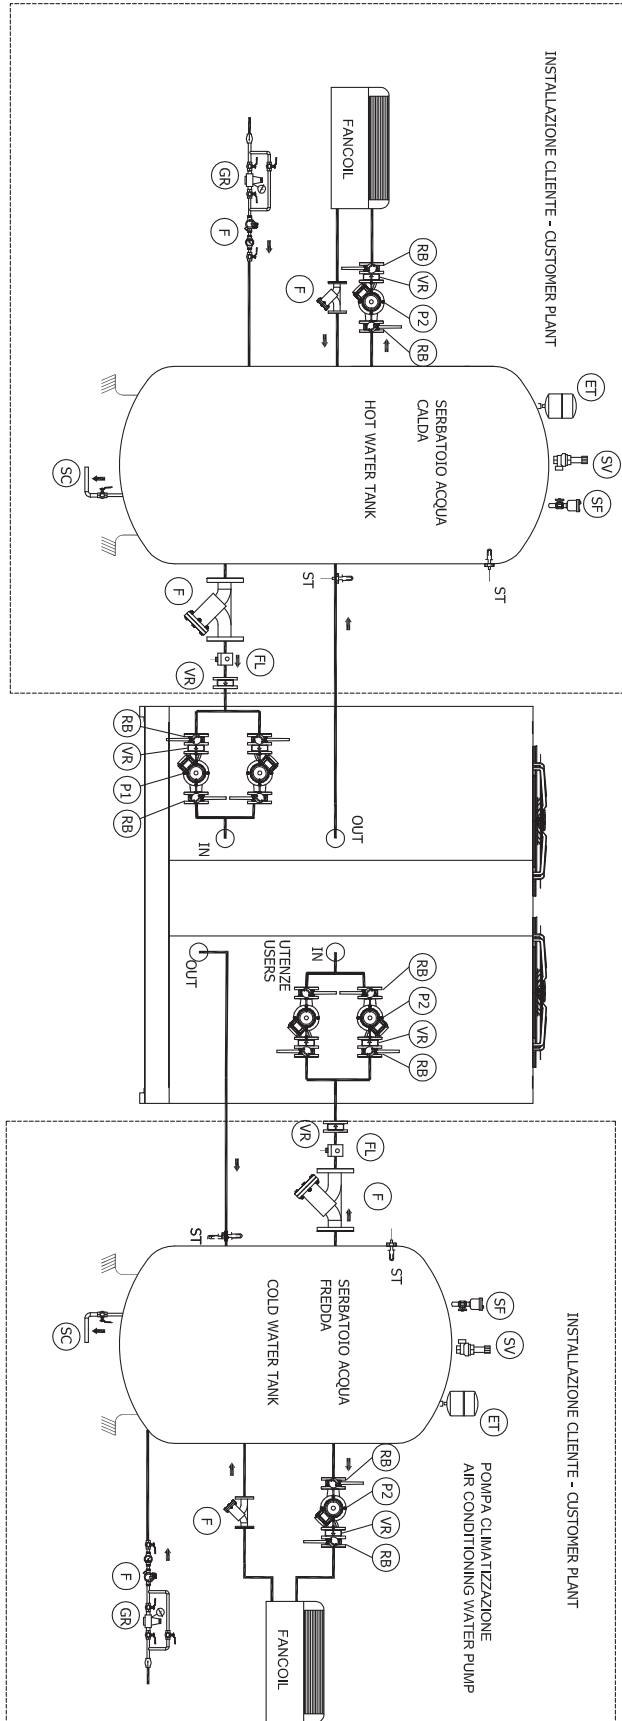 INSTALLAZIONE CLIENTE - CUSTOMER PLANT
FANCOIL
GR
F
RB
VR
P2
RB
F
ET
SV
SF
SERBATOIO ACQUA
CALDA
HOT WATER TANK
SC
ST
ST
F
FL
VR
RB
VR
P1
RB
IN
OUT
OUT
IN
UTENZE
USERS
RB
P2
VR
RB
VR
FL
F
ST
ST
SERBATOIO ACQUA
FREDDA
COLD WATER TANK
SC
SF
SV
ET
INSTALLAZIONE CLIENTE - CUSTOMER PLANT
POMPA CLIMATIZZAZIONE
AIR CONDITIONING WATER PUMP
RB
P2
VR
RB
F
F
GR
FANCOIL